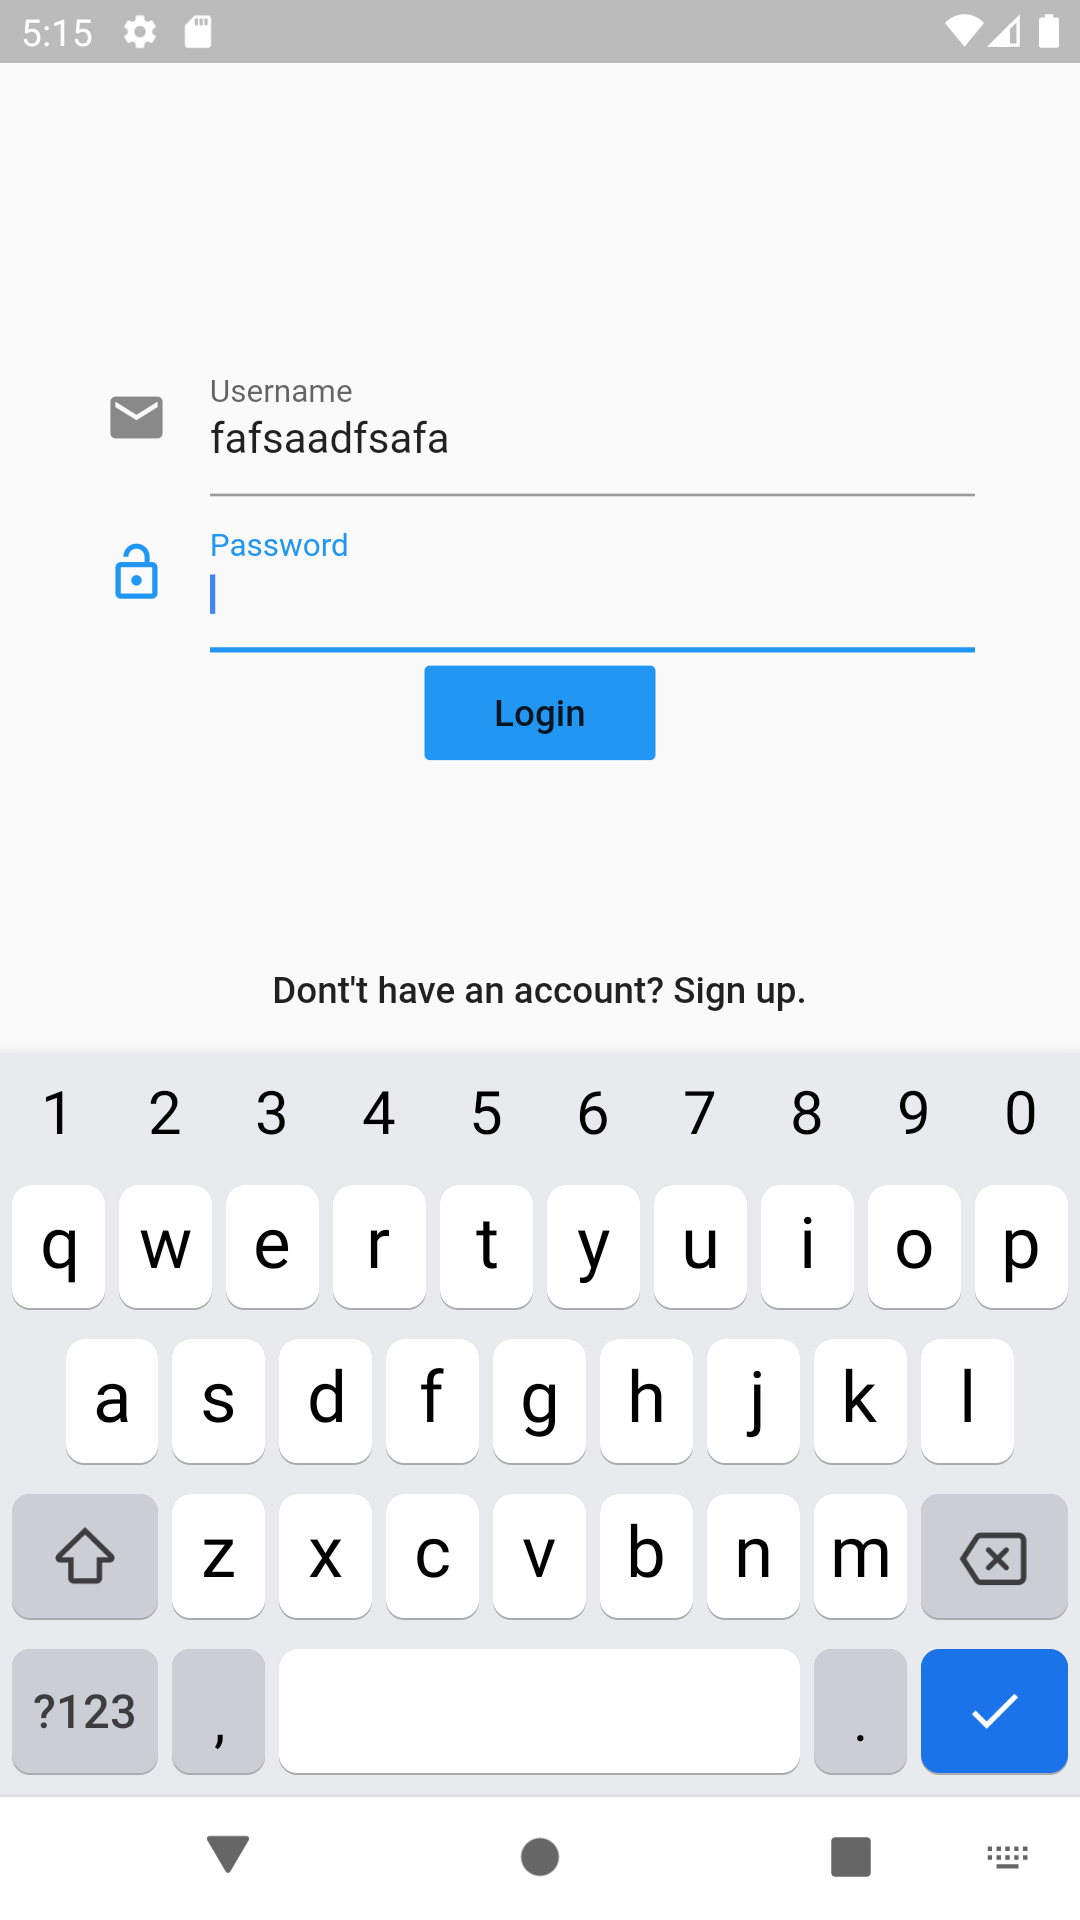 5:15
Username
fafsaadfsafa
Password
Login
Dont't have an account? Sign up.
1 2 3 4 5 6 7 8 9 0
q w e r t y u i o p
a s d f g h j k l
z x c v b n m
?123 , .